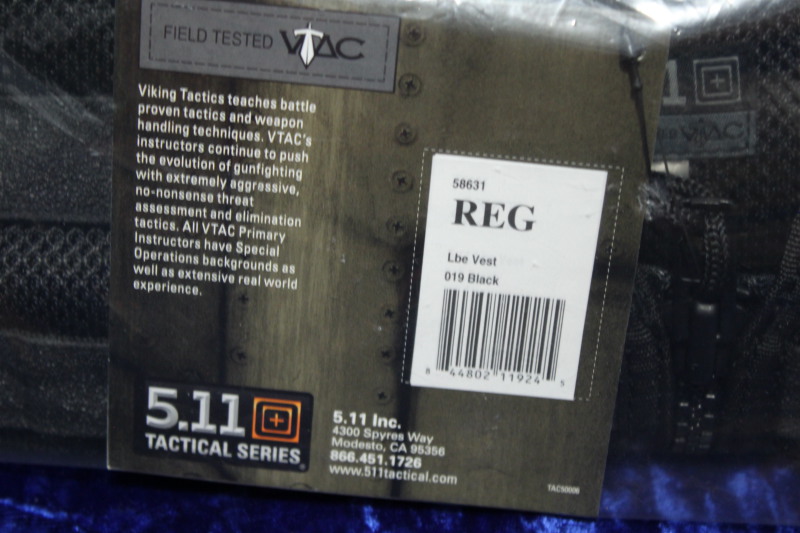 FIELD TESTED VTAC
Viking Tactics teaches battle
proven tactics and weapon
handling techniques. VTAC's
instructors continue to push
the evolution of gunfighting
with extremely aggressive,
no-nonsense threat
assessment and elimination
tactics. All VTAC Primary
Instructors have Special
Operations backgrounds as
well as extensive real world
experience.
58631
REG
Lbe Vest
019 Black
8 44802 11924 5
5.11
TACTICAL SERIES®
5.11 Inc.
4300 Spyres Way
Modesto, CA 95356
866.451.1726
www.511tactical.com
VTAC